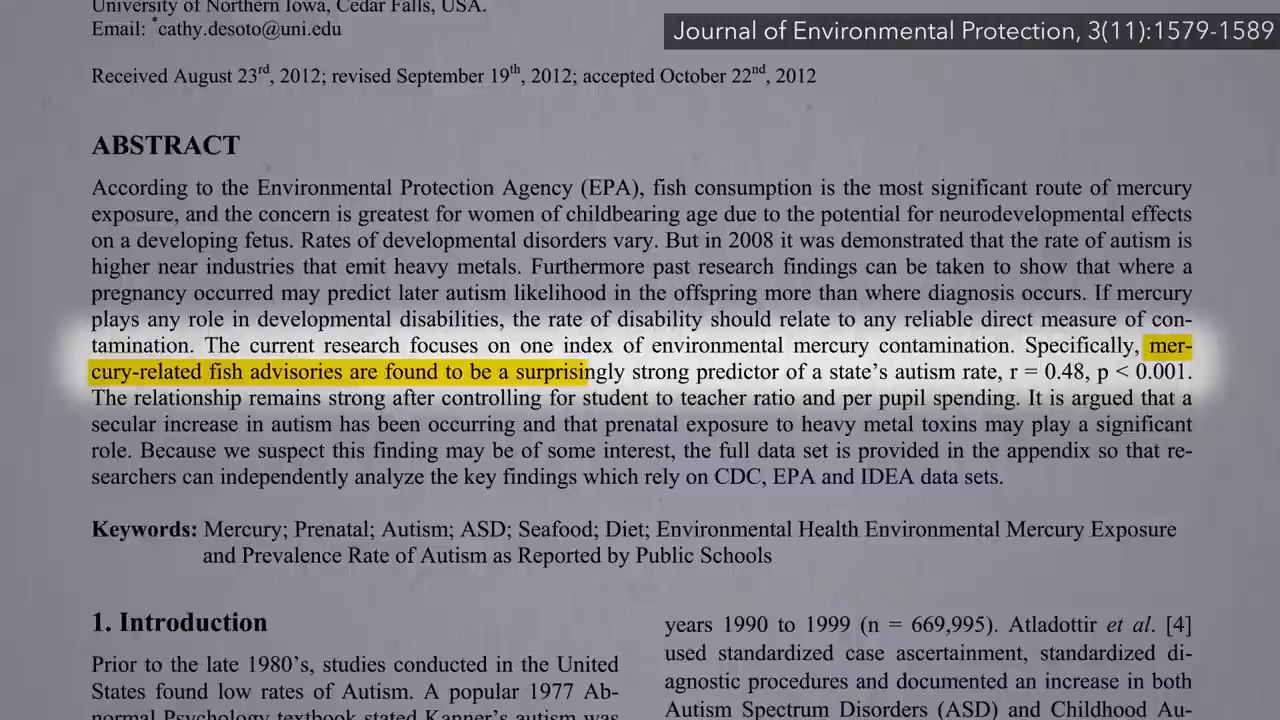 University of Northern Iowa, Cedar Falls, USA.
Email: *cathy.desoto@uni.edu
Journal of Environmental Protection, 3(11):1579-1589
Received August 23rd, 2012; revised September 19th, 2012; accepted October 22nd, 2012
ABSTRACT
According to the Environmental Protection Agency (EPA), fish consumption is the most significant route of mercury
exposure, and the concern is greatest for women of childbearing age due to the potential for neurodevelopmental effects
on a developing fetus. Rates of developmental disorders vary. But in 2008 it was demonstrated that the rate of autism is
higher near industries that emit heavy metals. Furthermore past research findings can be taken to show that where a
pregnancy occurred may predict later autism likelihood in the offspring more than where diagnosis occurs. If mercury
plays any role in developmental disabilities, the rate of disability should relate to any reliable direct measure of con-
tamination. The current research focuses on one index of environmental mercury contamination. Specifically, mer-
cury-related fish advisories are found to be a surprisingly strong predictor of a state's autism rate, r = 0.48, p < 0.001.
The relationship remains strong after controlling for student to teacher ratio and per pupil spending. It is argued that a
secular increase in autism has been occurring and that prenatal exposure to heavy metal toxins may play a significant
role. Because we suspect this finding may be of some interest, the full data set is provided in the appendix so that re-
searchers can independently analyze the key findings which rely on CDC, EPA and IDEA data sets.
Keywords: Mercury; Prenatal; Autism; ASD; Seafood; Diet; Environmental Health Environmental Mercury Exposure
and Prevalence Rate of Autism as Reported by Public Schools
1. Introduction
Prior to the late 1980's, studies conducted in the United
States found low rates of Autism. A popular 1977 Ab-
normal Psychology textbook stated Kanner's autism was
years 1990 to 1999 (n = 669,995). Atladottir et al. [4]
used standardized case ascertainment, standardized di-
agnostic procedures and documented an increase in both
Autism Spectrum Disorders (ASD) and Childhood Au-